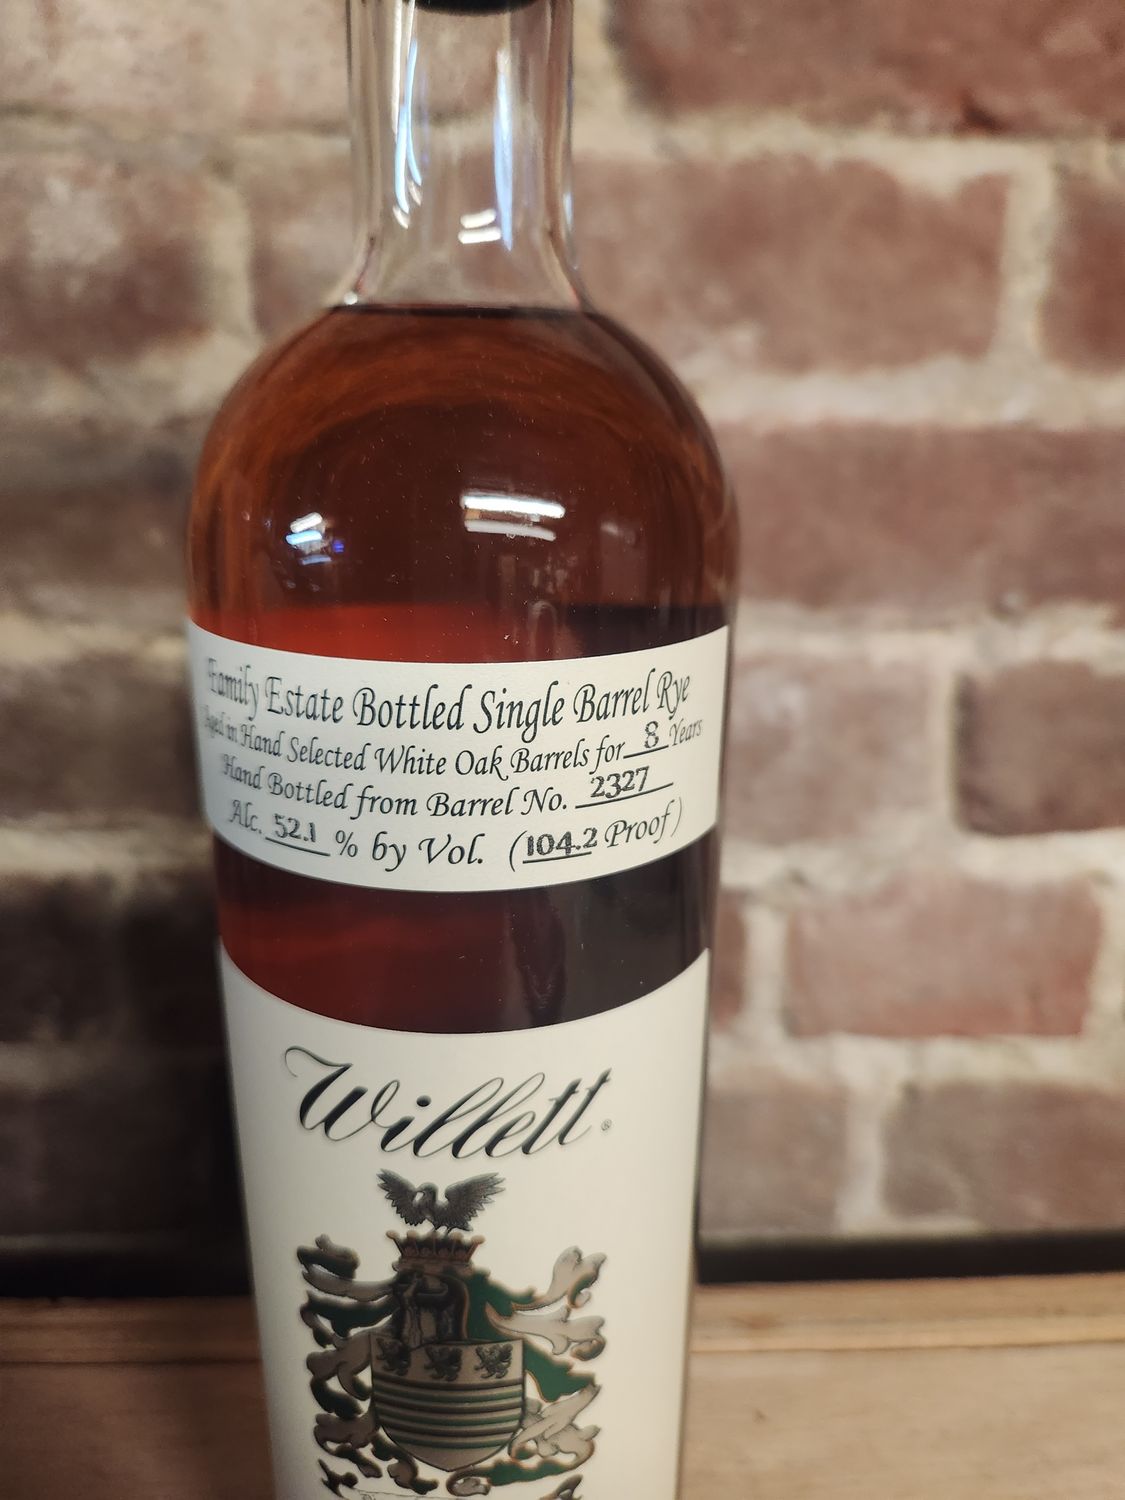 Family Estate Bottled Single Barrel Rye
Aged in Hand Selected White Oak Barrels for 8 Years
Hand Bottled from Barrel No. 2327
Alc. 52.1 % by Vol. (104.2 Proof)
Willett®